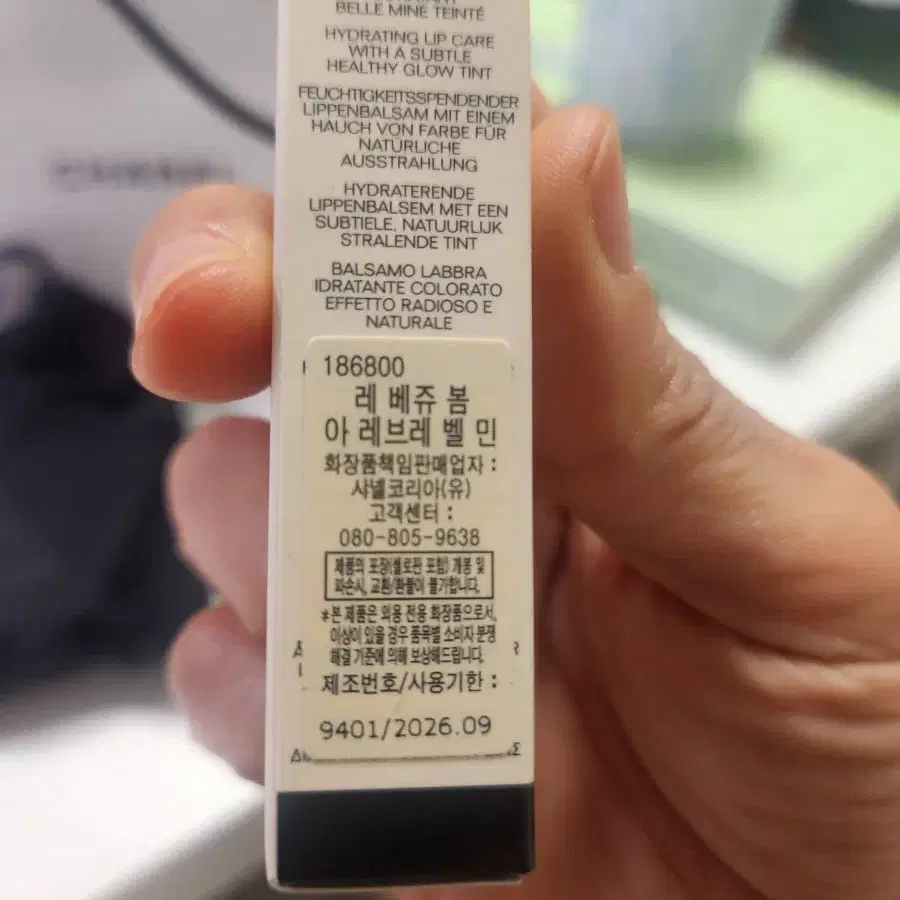 BELLE MINE TEINTÉ
HYDRATING LIP CARE
WITH A SUBTLE
HEALTHY GLOW TINT
FEUCHTIGKEITSSPENDENDER
LIPPENBALSAM MIT EINEM
HAUCH VON FARBE FÜR
NATÜRLICHE
AUSSTRAHLUNG
HYDRATERENDE
LIPPENBALSEM MET EEN
SUBTIELE, NATUURLIJK
STRALENDE TINT
BALSAMO LABBRA
IDRATANTE COLORATO
EFFETTO RADIOSO E
NATURALE
186800
레 베쥬 봄
아 레브레 벨 민
화장품책임판매업자 :
샤넬코리아(유)
고객센터 :
080-805-9638
제품의 포장(셀로판 포함) 개봉 및
파손시, 교환/환불이 불가합니다.
*본 제품은 외용 전용 화장품으로서,
이상이 있을 경우 품목별 소비자 분쟁
해결 기준에 의해 보상해드립니다.
제조번호/사용기한 :
9401/2026.09